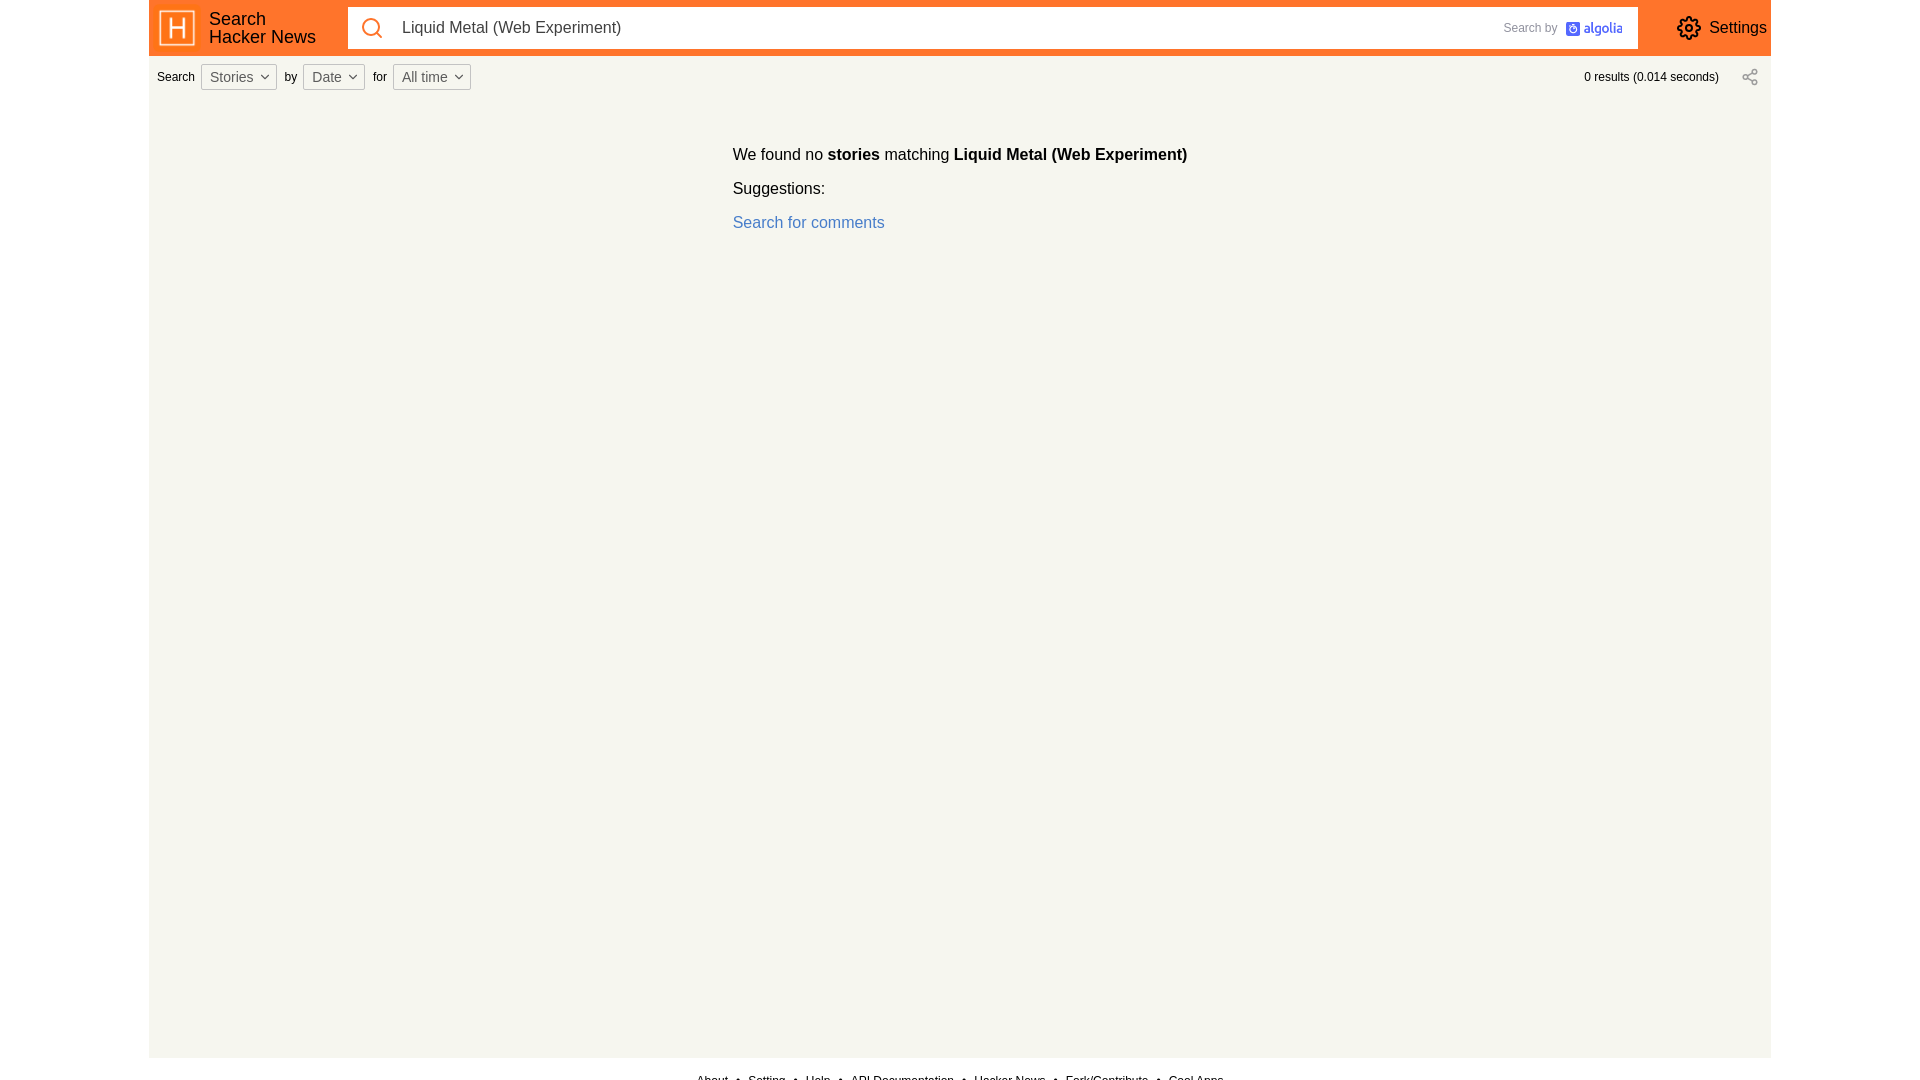 Search
Hacker News
Liquid Metal (Web Experiment)
Search by algolia
Settings
Search Stories by Date for All time
0 results (0.014 seconds)
We found no stories matching Liquid Metal (Web Experiment)
Suggestions:
Search for comments
About • Setting • Help • API Documentation • Hacker News • Fork/Contribute • Cool Apps